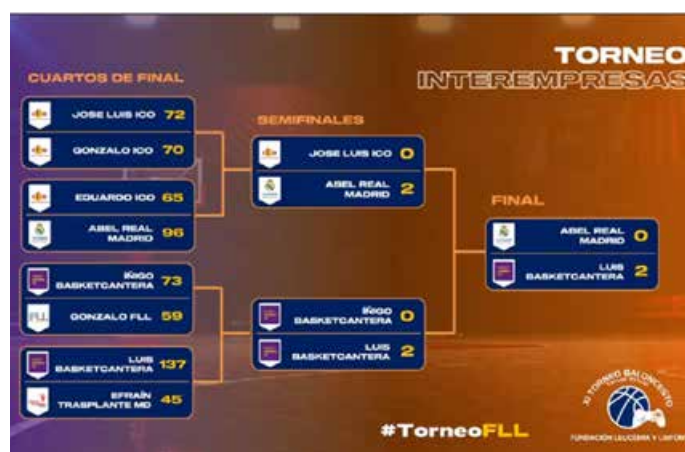 TORNEO
INTEREMPRESAS
CUARTOS DE FINAL
JOSE LUIS ICO 72
GONZALO ICO 70
EDUARDO ICO 65
ABEL REAL
MADRID 96
IÑIGO
BASKETCANTERA 73
FLL GONZALO FLL 59
LUIS
BASKETCANTERA 137
EFRAÍN
TRASPLANTE MD 45
SEMIFINALES
JOSE LUIS ICO 0
ABEL REAL
MADRID 2
IÑIGO
BASKETCANTERA 0
LUIS
BASKETCANTERA 2
FINAL
ABEL REAL
MADRID 0
LUIS
BASKETCANTERA 2
#TorneoFLL
XI TORNEO BALONCESTO
FUNDACIÓN LEUCEMIA Y LINFOMA